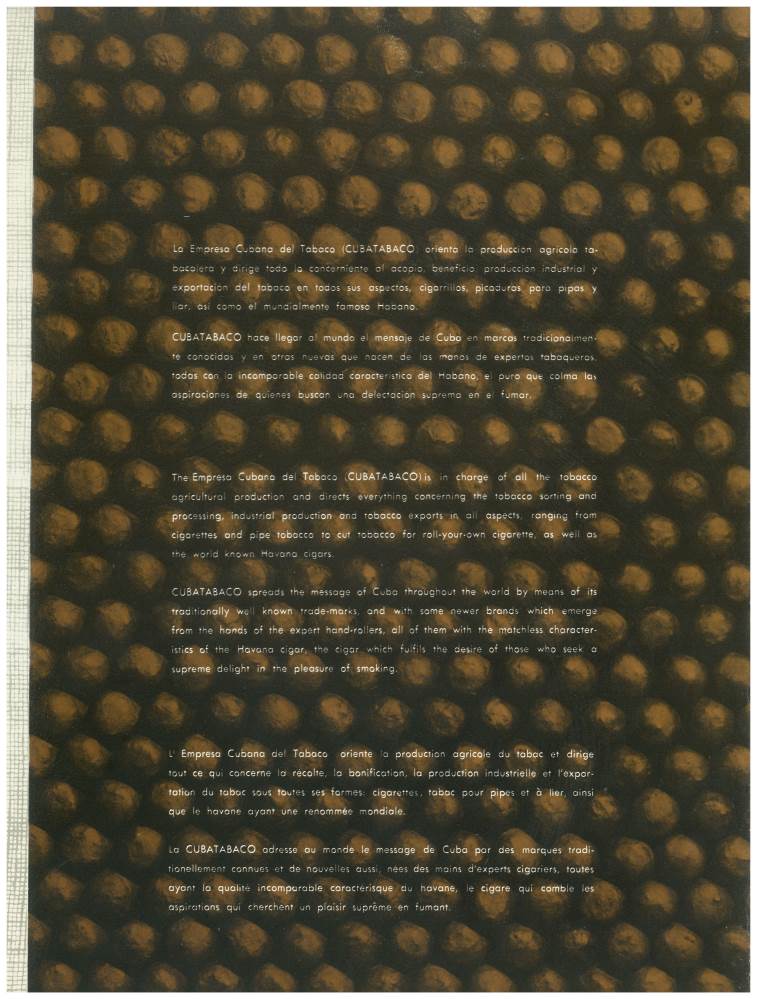 La Empresa Cubana del Tabaco (CUBATABACO) orienta la produccion agricola ta-
bacalera y dirige todo lo concerniente al acopio, beneficio, produccion industrial y
exportacion del tabaco en todos sus aspectos, cigarrillos, picaduras para pipas y
liar, asi como el mundialmente famoso Habano.
CUBATABACO hace llegar al mundo el mensaje de Cuba en marcas tradicionalmen-
te conocidas y en otras nuevas que nacen de las manos de expertos tabaqueros,
todas con la incomparable calidad caracteristica del Habano, el puro que colma las
aspiraciones de quienes buscan una delectacion suprema en el fumar.
The Empresa Cubana del Tabaco (CUBATABACO) is in charge of all the tobacco
agricultural production and directs everything concerning the tobacco sorting and
processing, industrial production and tobacco exports in all aspects, ranging from
cigarettes and pipe tobacco to cut tobacco for roll-your-own cigarette, as well as
the world known Havana cigars.
CUBATABACO spreads the message of Cuba throughout the world by means of its
traditionally well known trade-marks, and with some newer brands which emerge
from the hands of the expert hand-rollers, all of them with the matchless character-
istics of the Havana cigar, the cigar which fulfils the desire of those who seek a
supreme delight in the pleasure of smoking.
L' Empresa Cubana del Tabaco oriente la production agricole du tabac et dirige
tout ce qui concerne la récolte, la bonification, la production industrielle et l'expor-
tation du tabac sous toutes ses formes: cigarettes, tabac pour pipes et à lier, ainsi
que le havane ayant une renommée mondiale.
La CUBATABACO adresse au monde le message de Cuba par des marques tradi-
tionellement connues et de nouvelles aussi, nées des mains d'experts cigariers, toutes
ayant la qualité incomparable caractérisque du havane, le cigare qui comble les
aspirations qui cherchent un plaisir suprême en fumant.